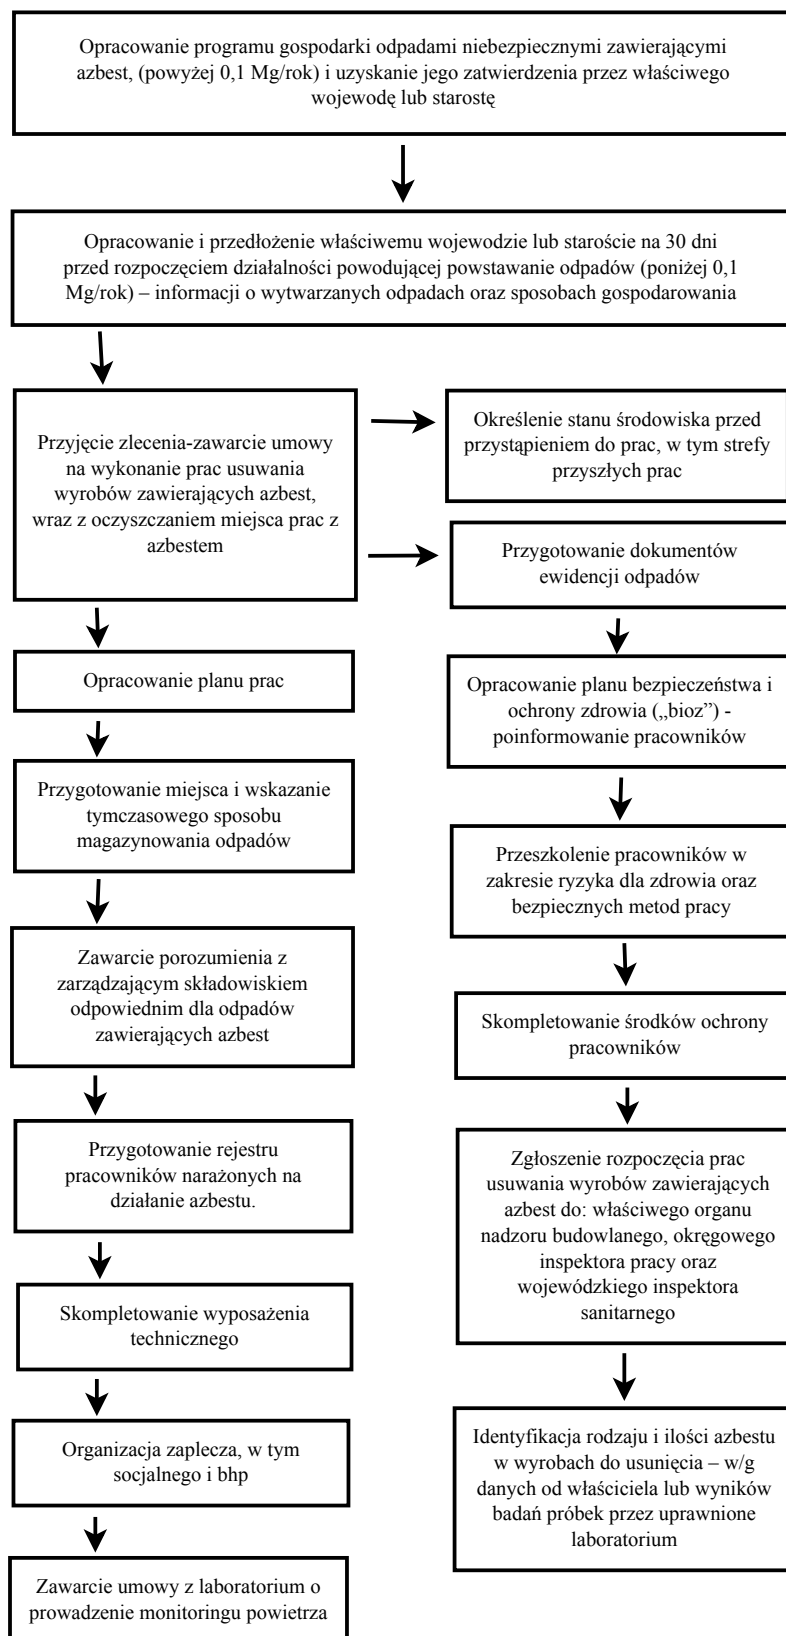 Opracowanie programu gospodarki odpadami niebezpiecznymi zawierającymi
azbest, (powyżej 0,1 Mg/rok) i uzyskanie jego zatwierdzenia przez właściwego
wojewodę lub starostę
Opracowanie i przedłożenie właściwemu wojewodzie lub staroście na 30 dni
przed rozpoczęciem działalności powodującej powstawanie odpadów (poniżej 0,1
Mg/rok) – informacji o wytwarzanych odpadach oraz sposobach gospodarowania
Przyjęcie zlecenia-zawarcie umowy
na wykonanie prac usuwania
wyrobów zawierających azbest,
wraz z oczyszczaniem miejsca prac z
azbestem
Określenie stanu środowiska przed
przystąpieniem do prac, w tym strefy
przyszłych prac
Przygotowanie dokumentów
ewidencji odpadów
Opracowanie planu prac
Przygotowanie miejsca i wskazanie
tymczasowego sposobu
magazynowania odpadów
Zawarcie porozumienia z
zarządzającym składowiskiem
odpowiednim dla odpadów
zawierających azbest
Przygotowanie rejestru
pracowników narażonych na
działanie azbestu.
Skompletowanie wyposażenia
technicznego
Organizacja zaplecza, w tym
socjalnego i bhp
Zawarcie umowy z laboratorium o
prowadzenie monitoringu powietrza
Opracowanie planu bezpieczeństwa i
ochrony zdrowia („bioz”) -
poinformowanie pracowników
Przeszkolenie pracowników w
zakresie ryzyka dla zdrowia oraz
bezpiecznych metod pracy
Skompletowanie środków ochrony
pracowników
Zgłoszenie rozpoczęcia prac
usuwania wyrobów zawierających
azbest do: właściwego organu
nadzoru budowlanego, okręgowego
inspektora pracy oraz
wojewódzkiego inspektora
sanitarnego
Identyfikacja rodzaju i ilości azbestu
w wyrobach do usunięcia – w/g
danych od właściciela lub wyników
badań próbek przez uprawnione
laboratorium